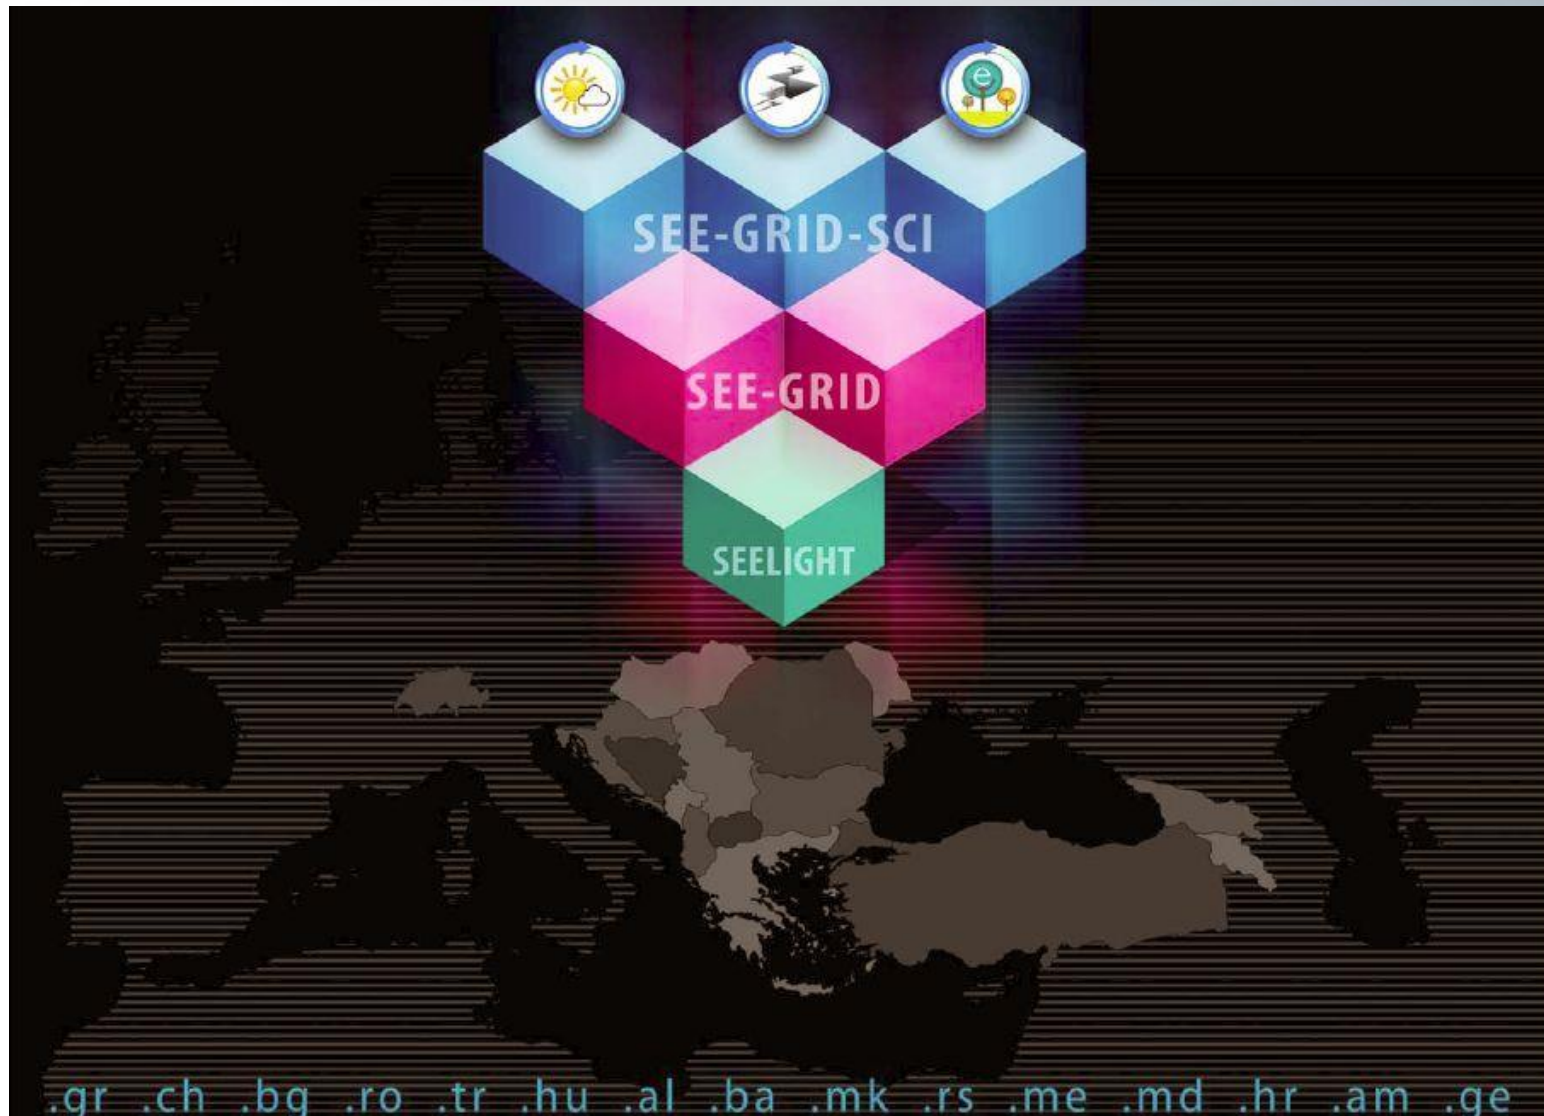 e
SEE-GRID-SCI
SEE-GRID
SEELIGHT
.gr .ch .bg .ro .tr .hu .al .ba .mk .rs .me .md .hr .am .ge